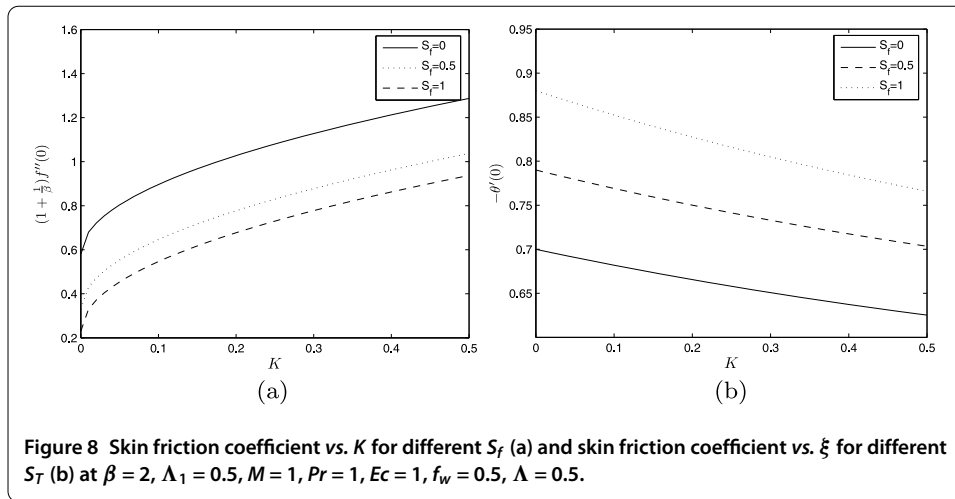 1.6
1.4
1.2
1
0.8
0.6
0.4
0.2
(1 + 1/β)f′′(0)
S_f=0
S_f=0.5
S_f=1
0 0.1 0.2 0.3 0.4 0.5
K
(a)
0.95
0.9
0.85
0.8
0.75
0.7
0.65
−θ′(0)
S_f=0
S_f=0.5
S_f=1
0 0.1 0.2 0.3 0.4 0.5
K
(b)
Figure 8 Skin friction coefficient vs. K for different S_f (a) and skin friction coefficient vs. ξ for different
S_T (b) at β = 2, Λ₁ = 0.5, M = 1, Pr = 1, Ec = 1, f_w = 0.5, Λ = 0.5.